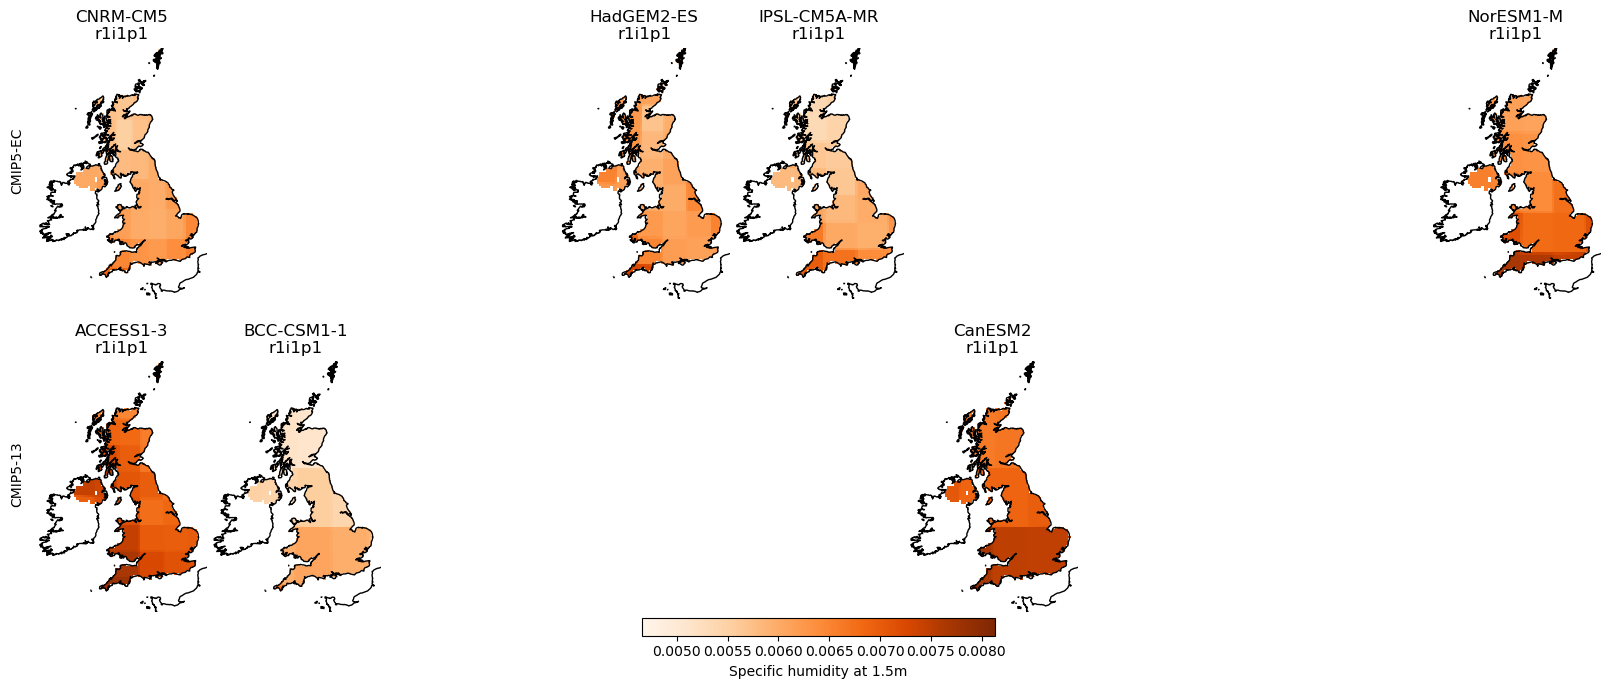 CNRM-CM5
r1i1p1
HadGEM2-ES
r1i1p1
IPSL-CM5A-MR
r1i1p1
NorESM1-M
r1i1p1
CMIP5-EC
ACCESS1-3
r1i1p1
BCC-CSM1-1
r1i1p1
CanESM2
r1i1p1
CMIP5-13
0.0050 0.0055 0.0060 0.0065 0.0070 0.0075 0.0080
Specific humidity at 1.5m